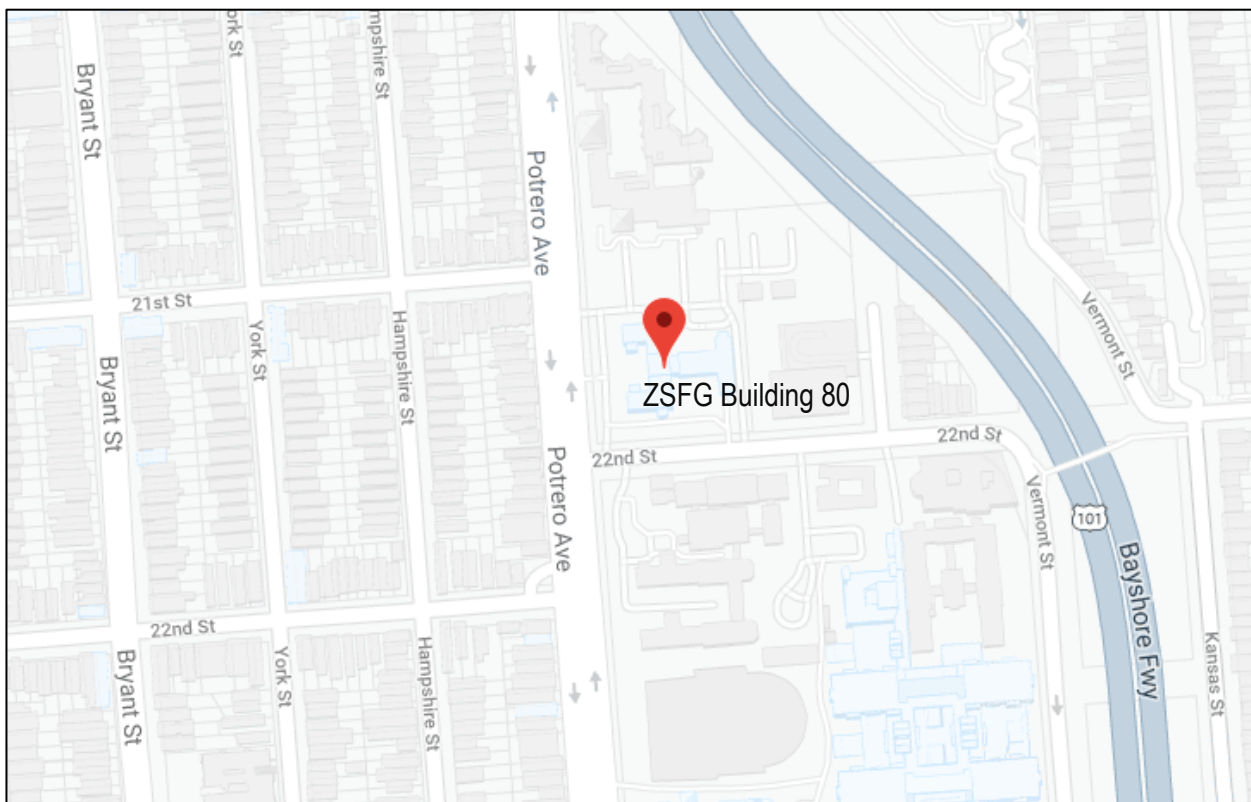 ork St
Hampshire St
Bryant St
Potrero Ave
21st St
York St
Hampshire St
Bryant St
ZSFG Building 80
Vermont St
22nd St
22nd St
Potrero Ave
Vermont St
101
Bayshore Fwy
22nd St
York St
Hampshire St
Bryant St
Kansas St